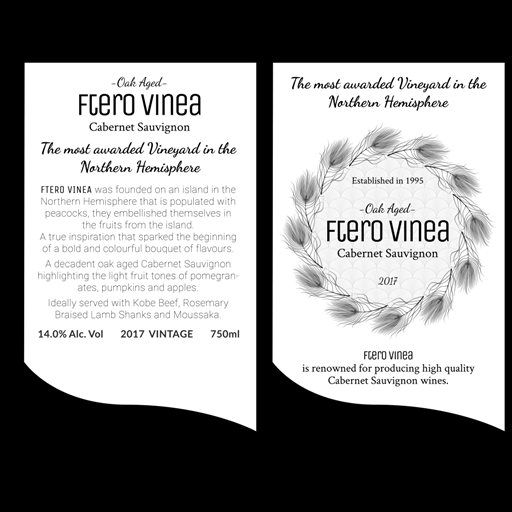 -Oak Aged-
Ftero Vinea
Cabernet Sauvignon
The most awarded Vineyard in the
Northern Hemisphere
FTERO VINEA was founded on an island in the
Northern Hemisphere that is populated with
peacocks, they embellished themselves in
the fruits from the island.
A true inspiration that sparked the beginning
of a bold and colourful bouquet of flavours.
A decadent oak aged Cabernet Sauvignon
highlighting the light fruit tones of pomegran-
ates, pumpkins and apples.
Ideally served with Kobe Beef, Rosemary
Braised Lamb Shanks and Moussaka.
14.0% Alc. Vol 2017 VINTAGE 750ml
The most awarded Vineyard in the
Northern Hemisphere
Established in 1995
-Oak Aged-
Ftero Vinea
Cabernet Sauvignon
2017
Ftero Vinea
is renowned for producing high quality
Cabernet Sauvignon wines.